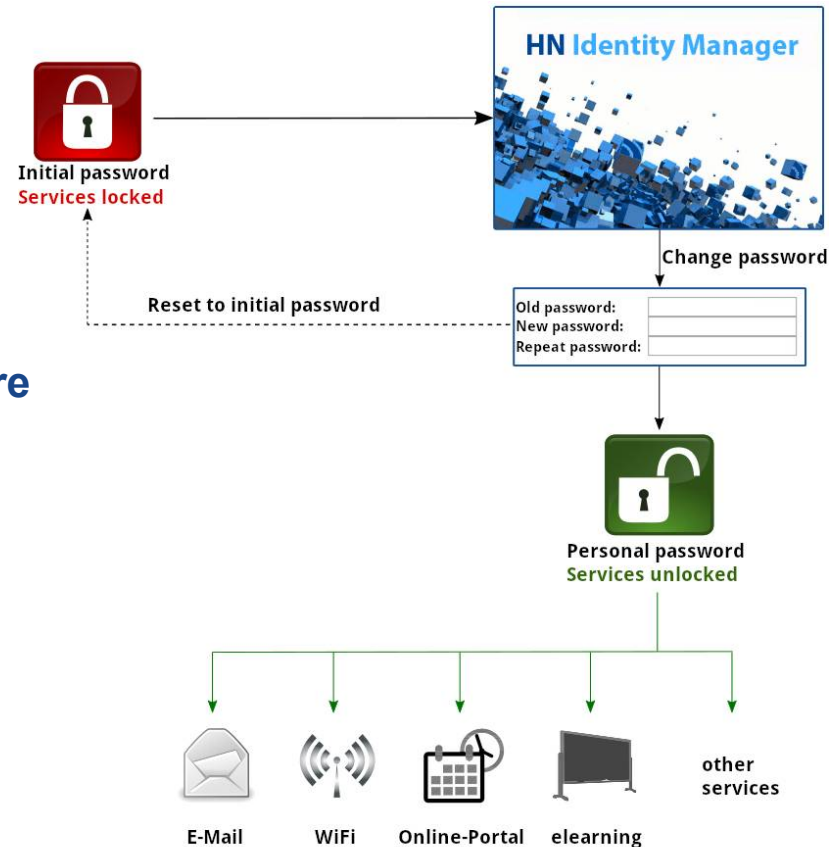 HN Identity Manager
Initial password
Services locked
Change password
Reset to initial password
Old password:
New password:
Repeat password:
re
Personal password
Services unlocked
other
services
E-Mail
WiFi
Online-Portal
elearning